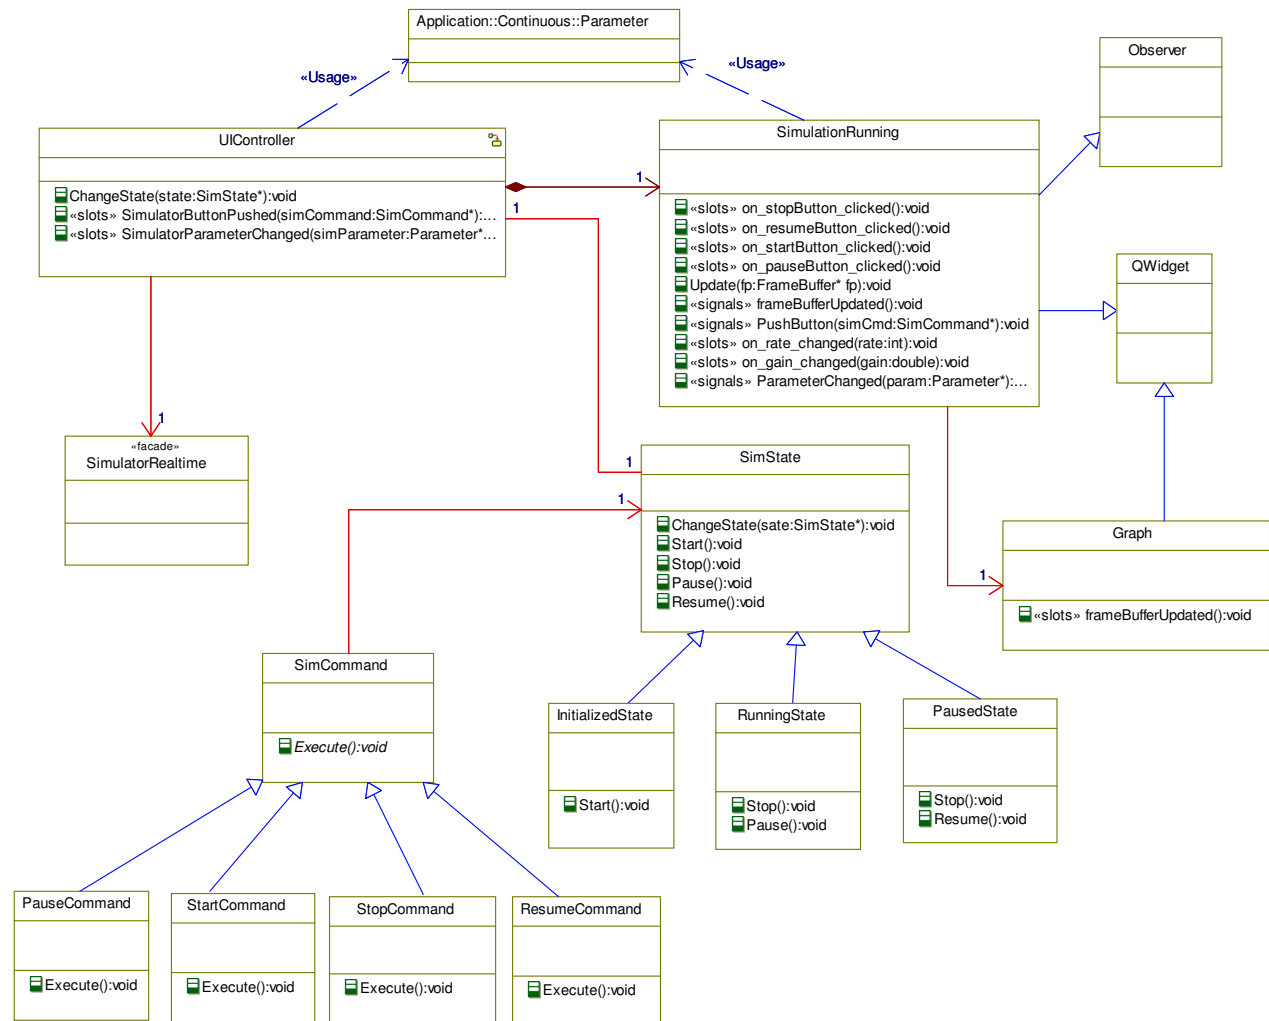 Application::Continuous::Parameter
«Usage»
«Usage»
Observer
UIController
ChangeState(state:SimState*):void
«slots» SimulatorButtonPushed(simCommand:SimCommand*):...
«slots» SimulatorParameterChanged(simParameter:Parameter*...
1
1
SimulationRunning
«slots» on_stopButton_clicked():void
«slots» on_resumeButton_clicked():void
«slots» on_startButton_clicked():void
«slots» on_pauseButton_clicked():void
Update(fp:FrameBuffer* fp):void
«signals» frameBufferUpdated():void
«signals» PushButton(simCmd:SimCommand*):void
«slots» on_rate_changed(rate:int):void
«slots» on_gain_changed(gain:double):void
«signals» ParameterChanged(param:Parameter*):...
QWidget
1
«facade»
SimulatorRealtime
1
1
SimState
ChangeState(sate:SimState*):void
Start():void
Stop():void
Pause():void
Resume():void
1
Graph
«slots» frameBufferUpdated():void
SimCommand
Execute():void
InitializedState
Start():void
RunningState
Stop():void
Pause():void
PausedState
Stop():void
Resume():void
PauseCommand
Execute():void
StartCommand
Execute():void
StopCommand
Execute():void
ResumeCommand
Execute():void